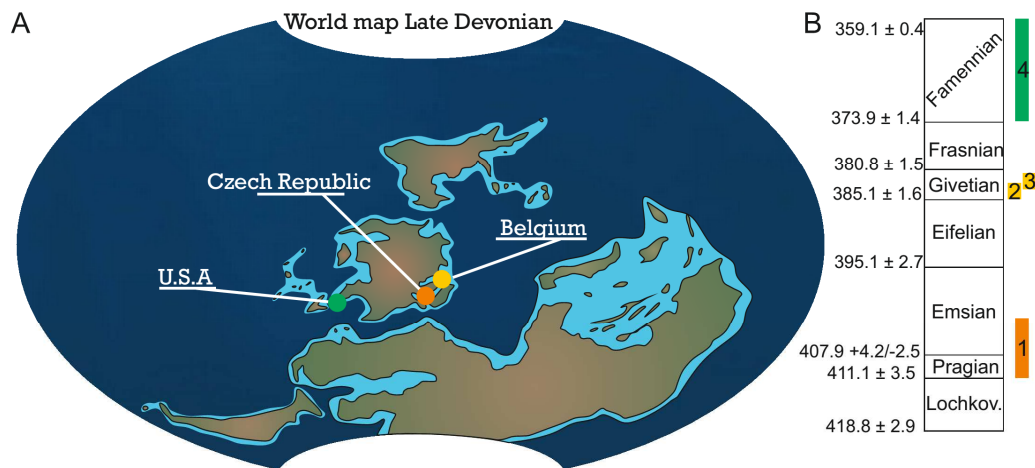 A
World map Late Devonian
Czech Republic
Belgium
U.S.A
B
359.1 ± 0.4
Famennian
4
373.9 ± 1.4
Frasnian
380.8 ± 1.5
Givetian
3
2
385.1 ± 1.6
Eifelian
395.1 ± 2.7
Emsian
1
407.9 +4.2/-2.5
Pragian
411.1 ± 3.5
Lochkov.
418.8 ± 2.9